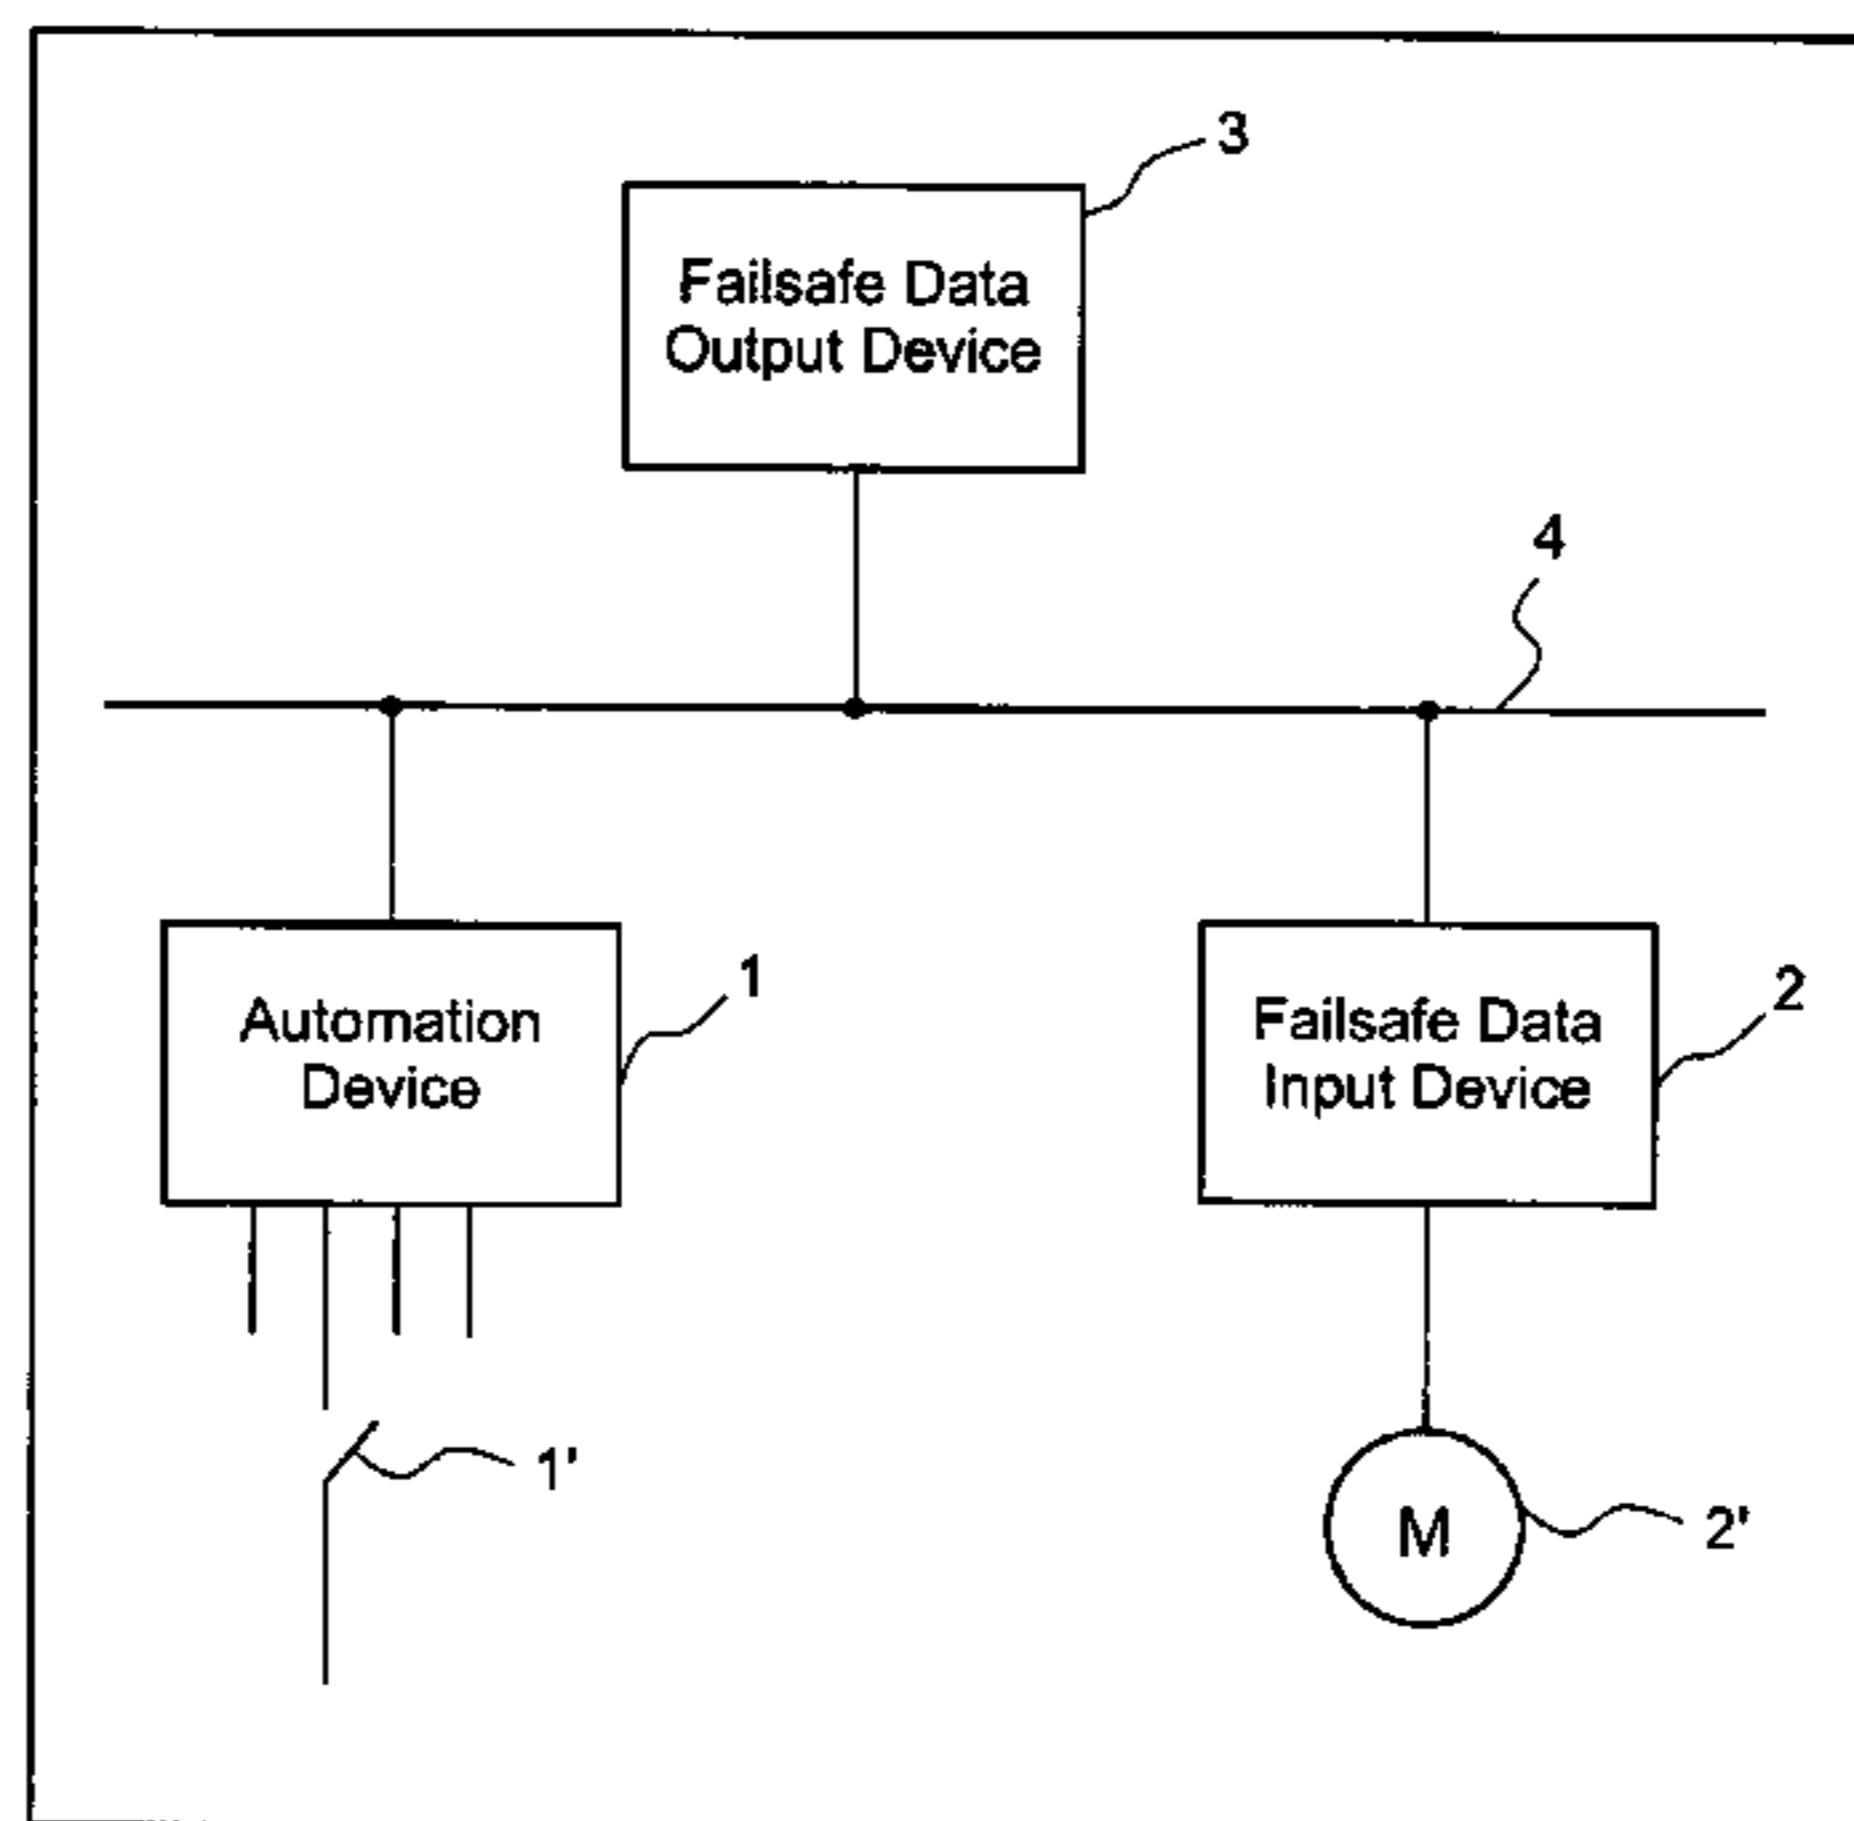 3
Failsafe Data
Output Device
4
Automation
Device
1
Failsafe Data
Input Device
2
1'
M
2'